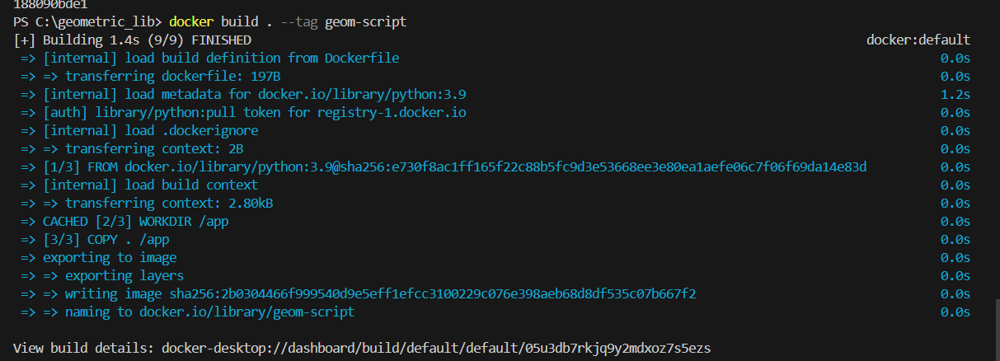 188090bde1
PS C:\geometric_lib> docker build . --tag geom-script
[+] Building 1.4s (9/9) FINISHED docker:default
=> [internal] load build definition from Dockerfile 0.0s
=> => transferring dockerfile: 197B 0.0s
=> [internal] load metadata for docker.io/library/python:3.9 1.2s
=> [auth] library/python:pull token for registry-1.docker.io 0.0s
=> [internal] load .dockerignore 0.0s
=> => transferring context: 2B 0.0s
=> [1/3] FROM docker.io/library/python:3.9@sha256:e730f8ac1ff165f22c88b5fc9d3e53668ee3e80ea1aefe06c7f06f69da14e83d 0.0s
=> [internal] load build context 0.0s
=> => transferring context: 2.80kB 0.0s
=> CACHED [2/3] WORKDIR /app 0.0s
=> [3/3] COPY . /app 0.0s
=> exporting to image 0.0s
=> => exporting layers 0.0s
=> => writing image sha256:2b0304466f999540d9e5eff1efcc3100229c076e398aeb68d8df535c07b667f2 0.0s
=> => naming to docker.io/library/geom-script 0.0s
View build details: docker-desktop://dashboard/build/default/default/05u3db7rkjq9y2mdxoz7s5ezs